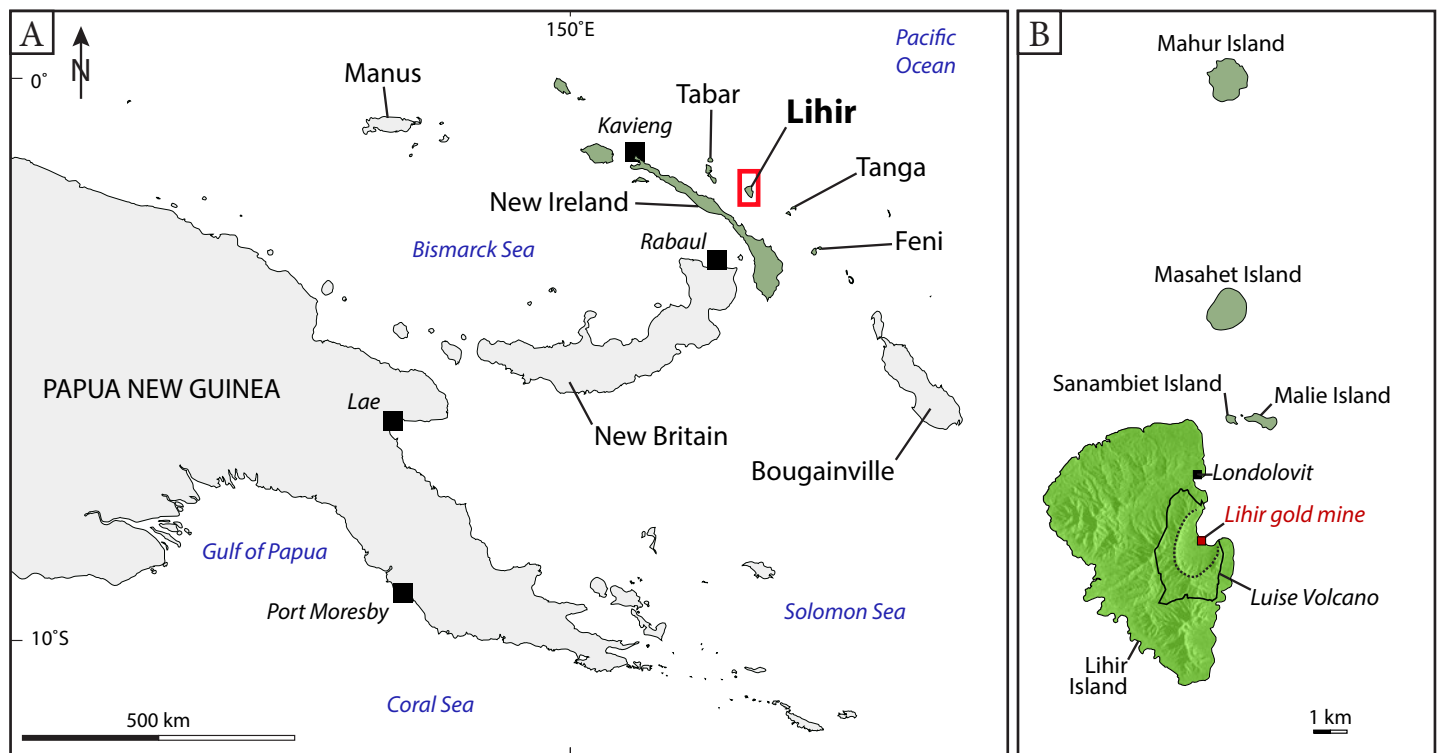 A
N
0°
150°E
Pacific
Ocean
Manus
Tabar
Lihir
Kavieng
Tanga
New Ireland
Bismarck Sea
Rabaul
Feni
PAPUA NEW GUINEA
Lae
New Britain
Bougainville
Gulf of Papua
Port Moresby
Solomon Sea
10°S
Coral Sea
500 km
B
Mahur Island
Masahet Island
Sanambiet Island
Malie Island
Londolovit
Lihir gold mine
Luise Volcano
Lihir
Island
1 km